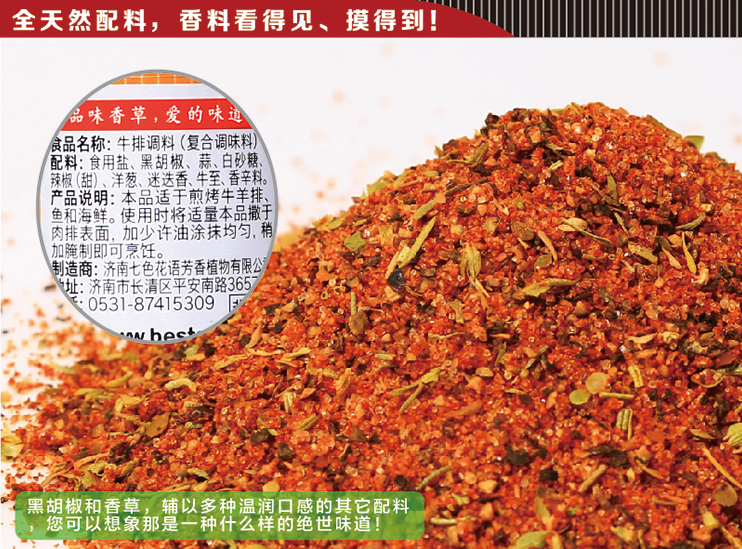 全天然配料，香料看得见、摸得到！
品味香草，爱的味道
食品名称：牛排调料（复合调味料）
配料：食用盐、黑胡椒、蒜、白砂糖、
辣椒（甜）、洋葱、迷迭香、牛至、香辛料。
产品说明：本品适于煎烤牛羊排、
鱼和海鲜。使用时将适量本品撒于
肉排表面，加少许油涂抹均匀，稍
加腌制即可烹饪。
制造商：济南七色花语芳香植物有限公
地址：济南市长清区平安南路365
：0531-87415309
www.best
黑胡椒和香草，辅以多种温润口感的其它配料
，您可以想象那是一种什么样的绝世味道！